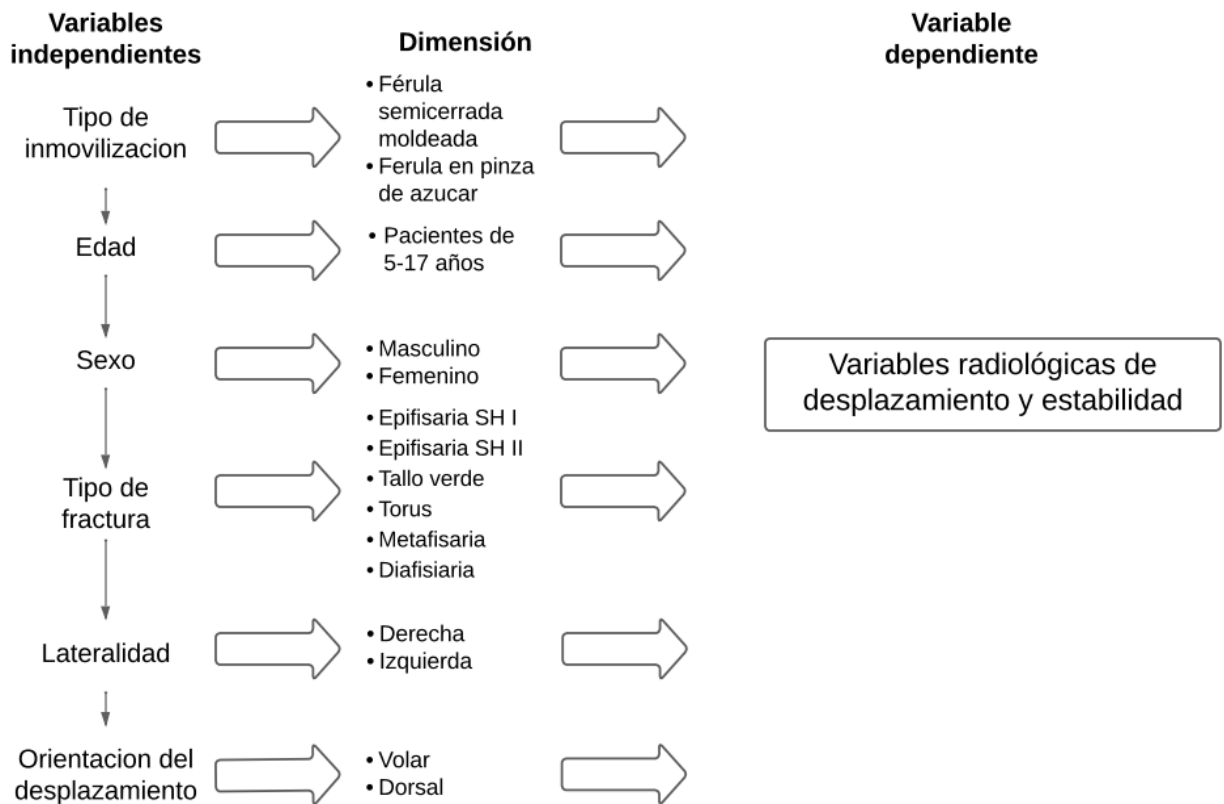 Variables
independientes
Dimensión
Variable
dependiente
Tipo de
inmovilizacion
• Férula
semicerrada
moldeada
• Ferula en pinza
de azucar
Edad
• Pacientes de
5-17 años
Sexo
• Masculino
• Femenino
Variables radiológicas de
desplazamiento y estabilidad
Tipo de
fractura
• Epifisaria SH I
• Epifisaria SH II
• Tallo verde
• Torus
• Metafisaria
• Diafisiaria
Lateralidad
• Derecha
• Izquierda
Orientacion del
desplazamiento
• Volar
• Dorsal